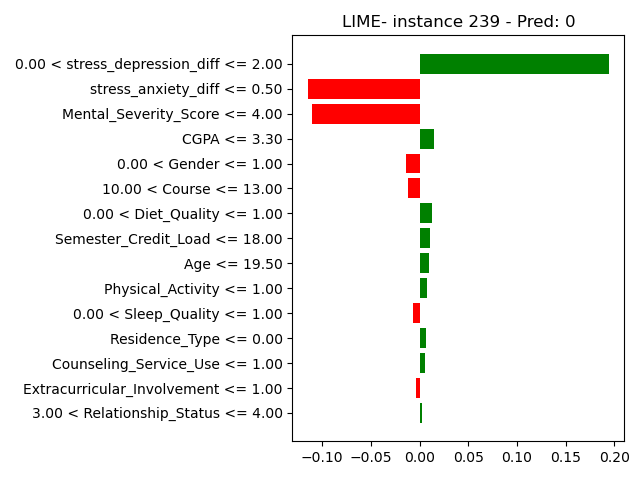 LIME- instance 239 - Pred: 0
0.00 < stress_depression_diff <= 2.00
stress_anxiety_diff <= 0.50
Mental_Severity_Score <= 4.00
CGPA <= 3.30
0.00 < Gender <= 1.00
10.00 < Course <= 13.00
0.00 < Diet_Quality <= 1.00
Semester_Credit_Load <= 18.00
Age <= 19.50
Physical_Activity <= 1.00
0.00 < Sleep_Quality <= 1.00
Residence_Type <= 0.00
Counseling_Service_Use <= 1.00
Extracurricular_Involvement <= 1.00
3.00 < Relationship_Status <= 4.00
−0.10 −0.05 0.00 0.05 0.10 0.15 0.20